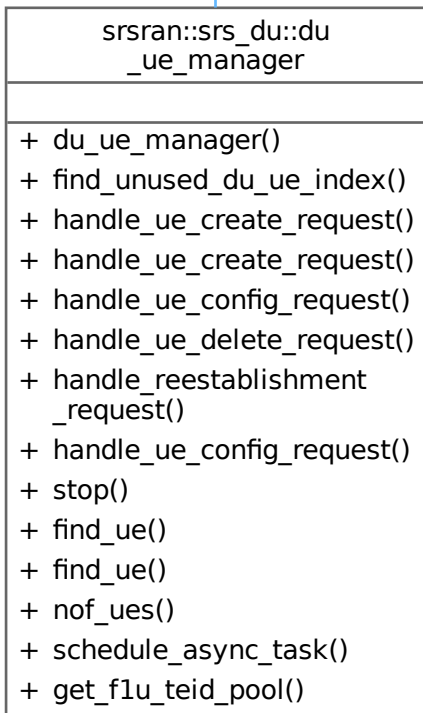 srsran::srs_du::du
_ue_manager
+ du_ue_manager()
+ find_unused_du_ue_index()
+ handle_ue_create_request()
+ handle_ue_create_request()
+ handle_ue_config_request()
+ handle_ue_delete_request()
+ handle_reestablishment
_request()
+ handle_ue_config_request()
+ stop()
+ find_ue()
+ find_ue()
+ nof_ues()
+ schedule_async_task()
+ get_f1u_teid_pool()